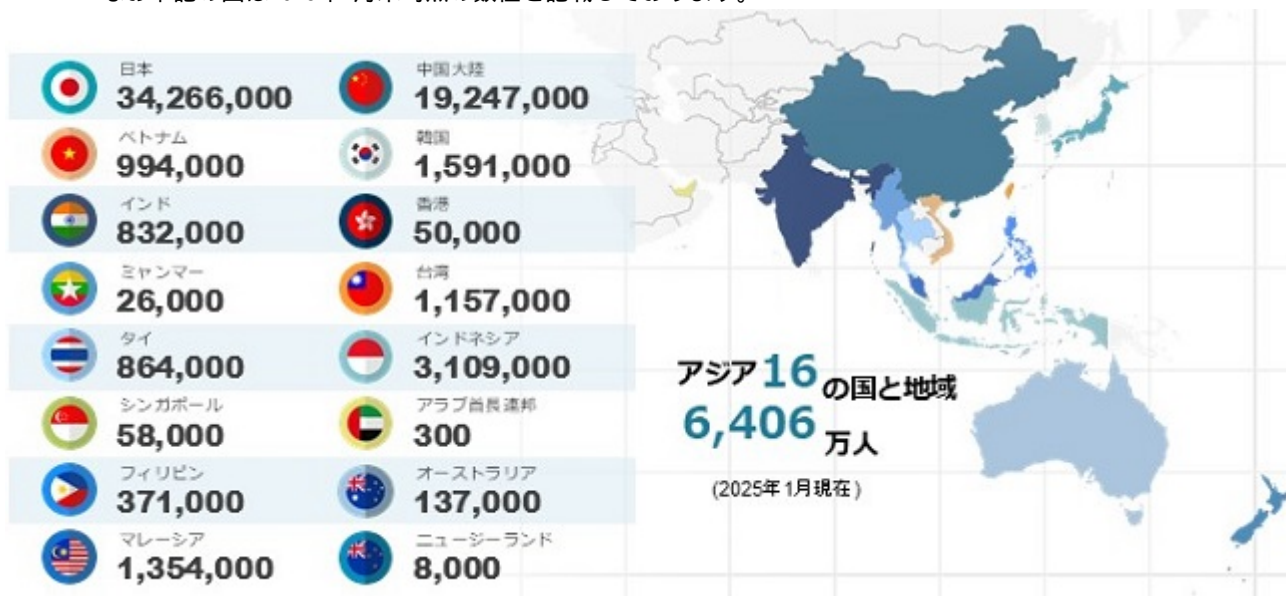 日本
34,266,000
中国大陸
19,247,000
ベトナム
994,000
韓国
1,591,000
インド
832,000
香港
50,000
ミャンマー
26,000
台湾
1,157,000
タイ
864,000
インドネシア
3,109,000
シンガポール
58,000
アラブ首長連邦
300
フィリピン
371,000
オーストラリア
137,000
マレーシア
1,354,000
ニュージーランド
8,000
アジア16の国と地域
6,406万人
(2025年1月現在)